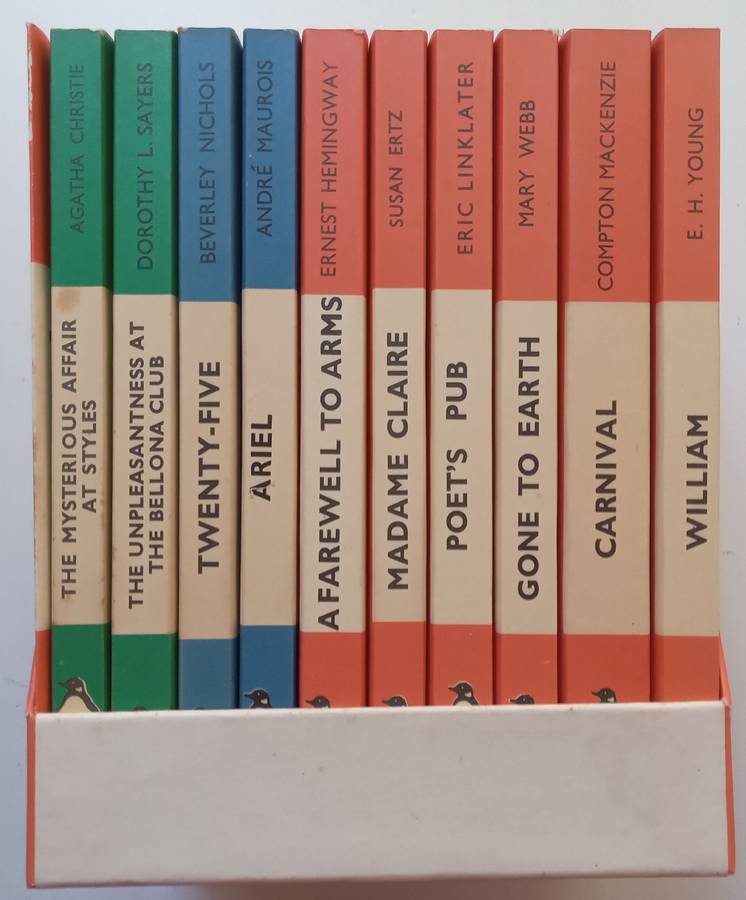 AGATHA CHRISTIE
THE MYSTERIOUS AFFAIR
AT STYLES
DOROTHY L. SAYERS
THE UNPLEASANTNESS AT
THE BELLONA CLUB
BEVERLEY NICHOLS
TWENTY-FIVE
ANDRÉ MAUROIS
ARIEL
ERNEST HEMINGWAY
A FAREWELL TO ARMS
SUSAN ERTZ
MADAME CLAIRE
ERIC LINKLATER
POET'S PUB
MARY WEBB
GONE TO EARTH
COMPTON MACKENZIE
CARNIVAL
E. H. YOUNG
WILLIAM